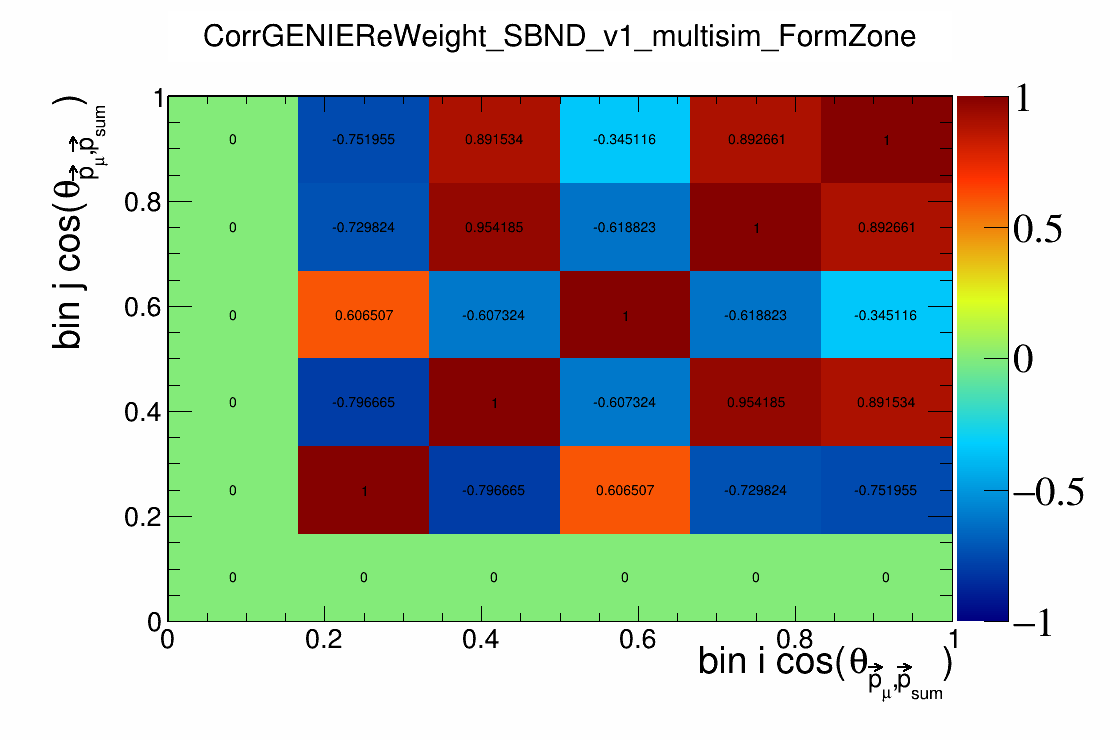 CorrGENIEReWeight_SBND_v1_multisim_FormZone
bin j cos(θ p⃗μ,p⃗sum)
1
0.8
0.6
0.4
0.2
0
0 -0.751955 0.891534 -0.345116 0.892661 1
0 -0.729824 0.954185 -0.618823 1 0.892661
0 0.606507 -0.607324 1 -0.618823 -0.345116
0 -0.796665 1 -0.607324 0.954185 0.891534
0 1 -0.796665 0.606507 -0.729824 -0.751955
0 0 0 0 0 0
1
0.5
0
−0.5
−1
0 0.2 0.4 0.6 0.8 1
bin i cos(θ p⃗μ,p⃗sum)